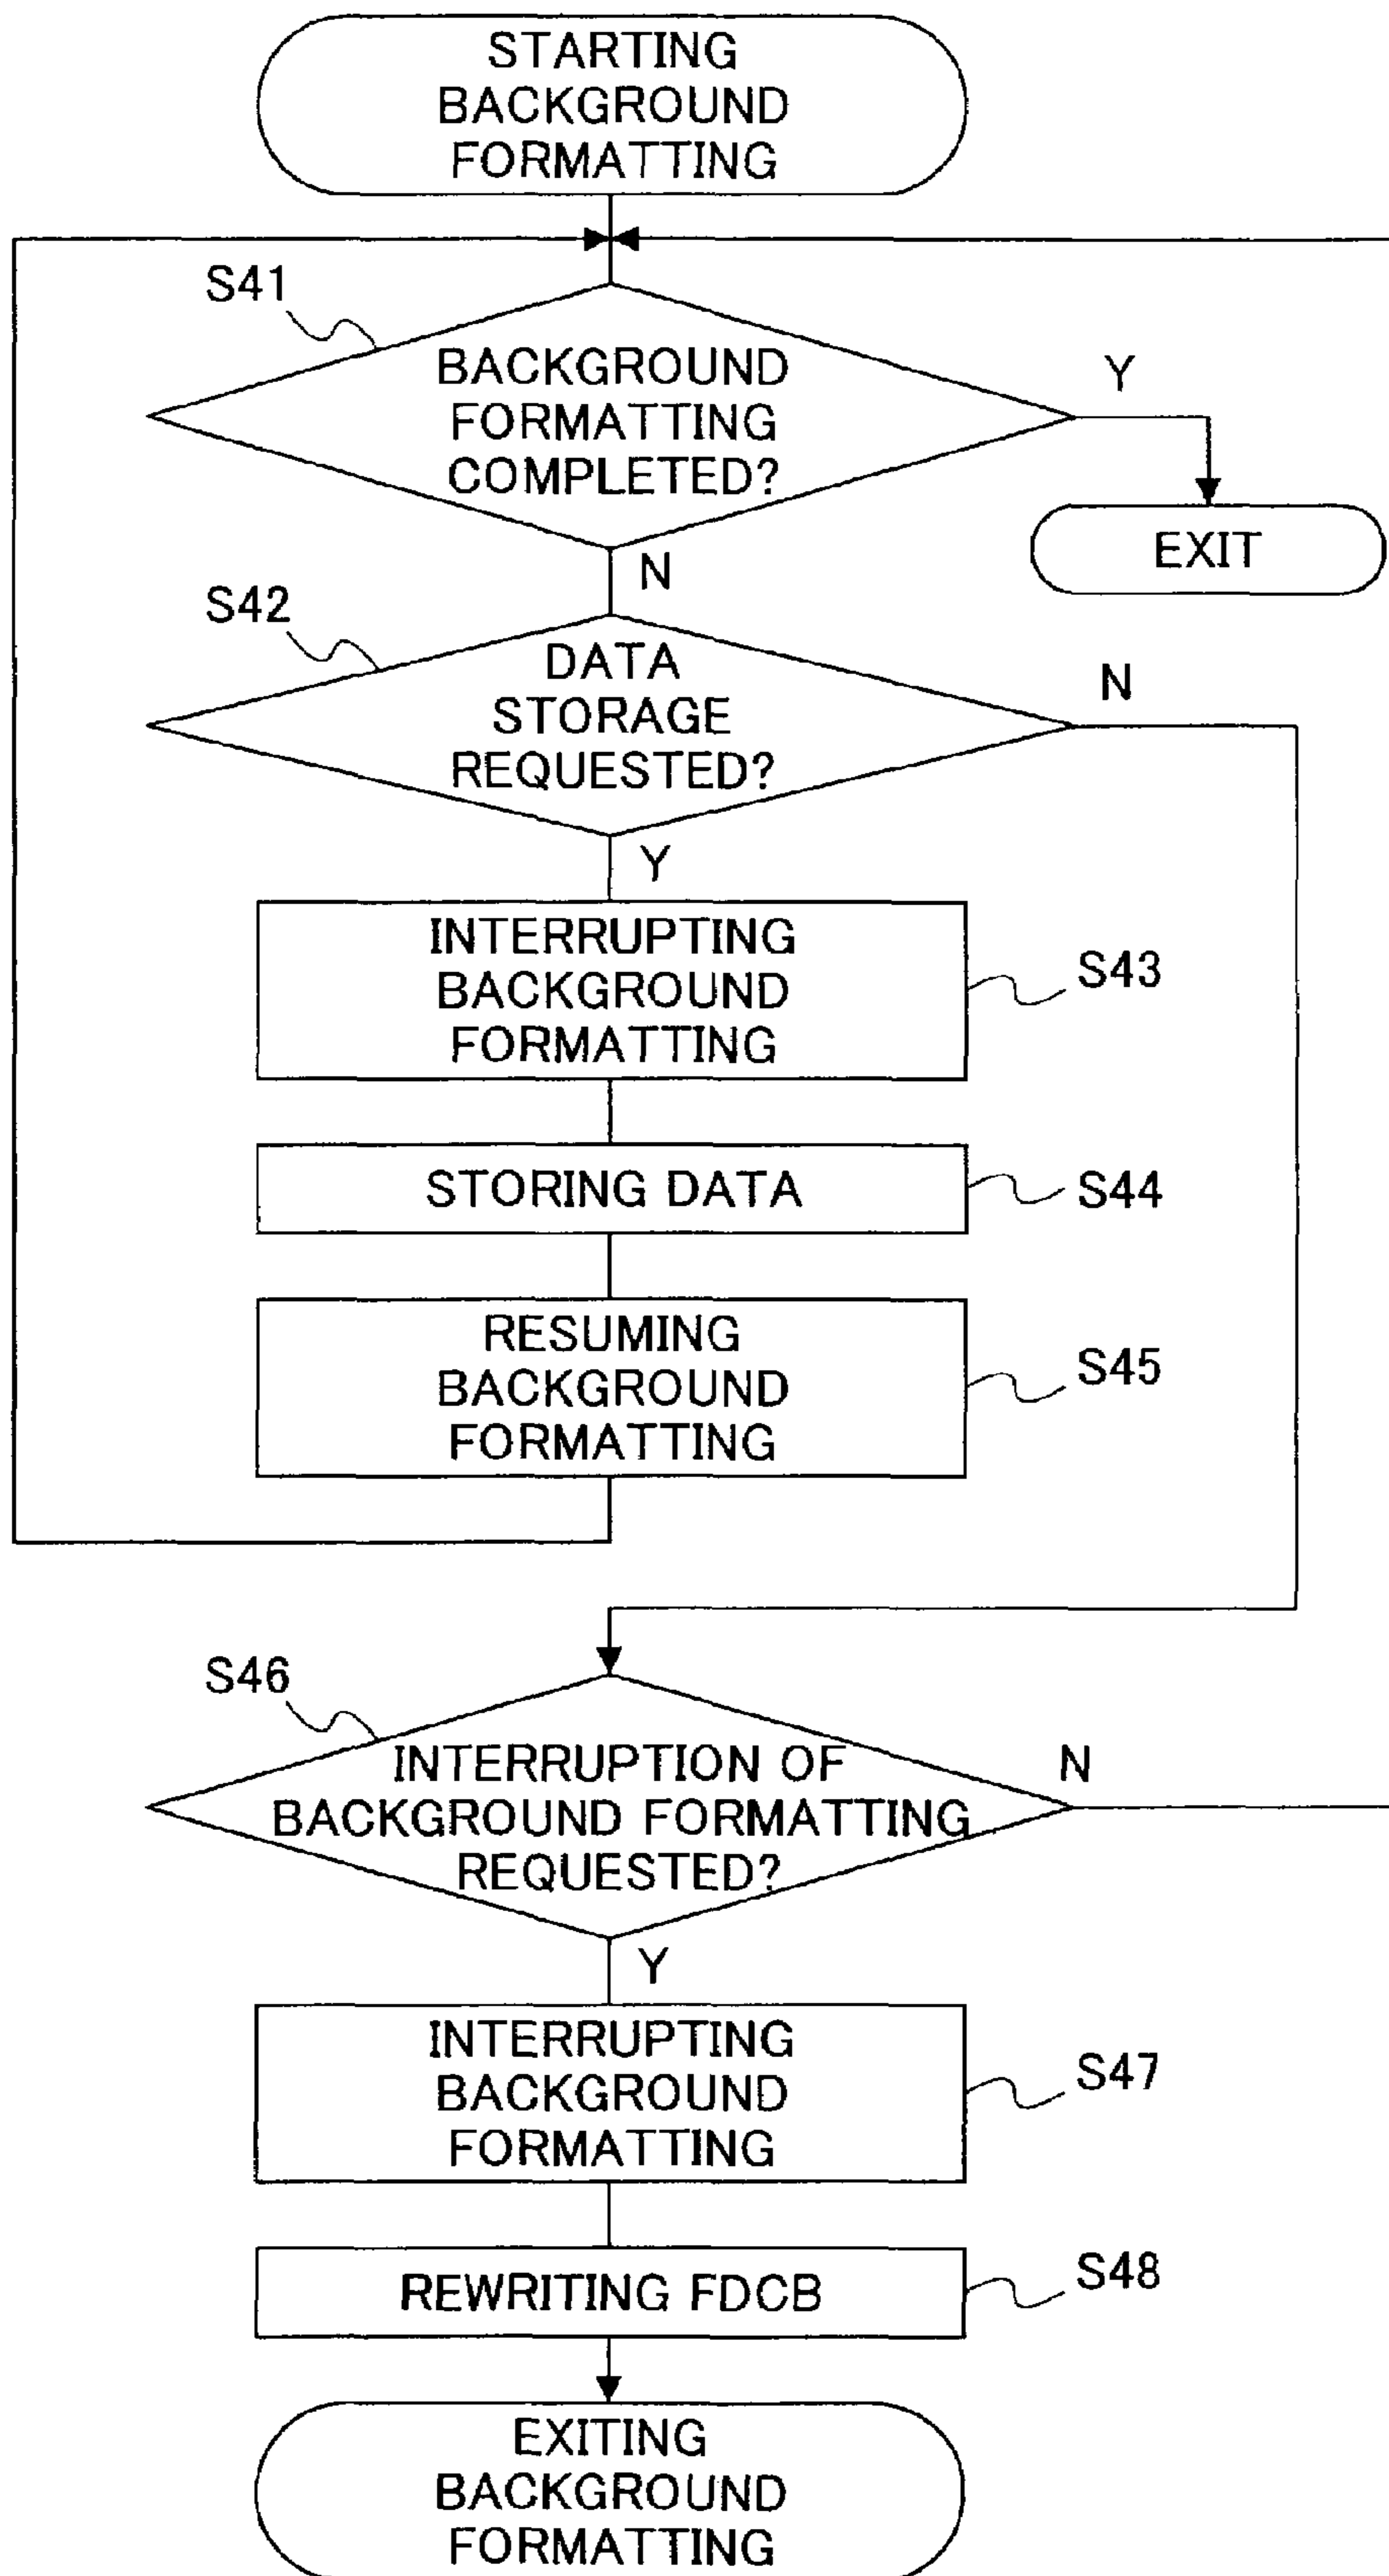 STARTING
BACKGROUND
FORMATTING
S41
BACKGROUND
FORMATTING
COMPLETED?
Y
EXIT
N
S42
DATA
STORAGE
REQUESTED?
N
Y
INTERRUPTING
BACKGROUND
FORMATTING
S43
STORING DATA
S44
RESUMING
BACKGROUND
FORMATTING
S45
S46
INTERRUPTION OF
BACKGROUND FORMATTING
REQUESTED?
N
Y
INTERRUPTING
BACKGROUND
FORMATTING
S47
REWRITING FDCB
S48
EXITING
BACKGROUND
FORMATTING